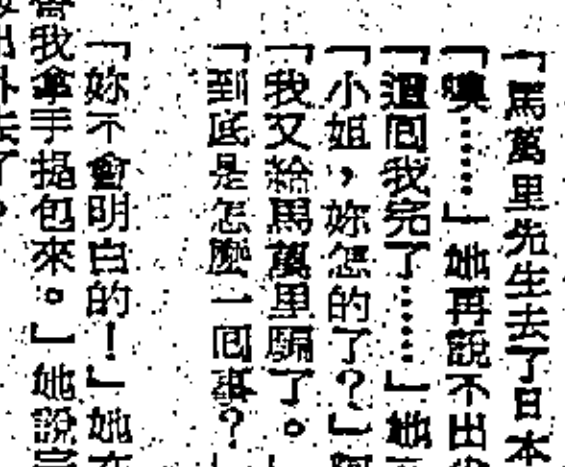 「馬萬里先生去了日本
「噢……」她再說不出
「這囘我完了……」她
「小姐，妳怎的了？」阿
「我又給馬萬里騙了。」
「到底是怎麼一囘事？」
「妳不會明白的！」她在
我拿手提包來。」她說完
出外去了。